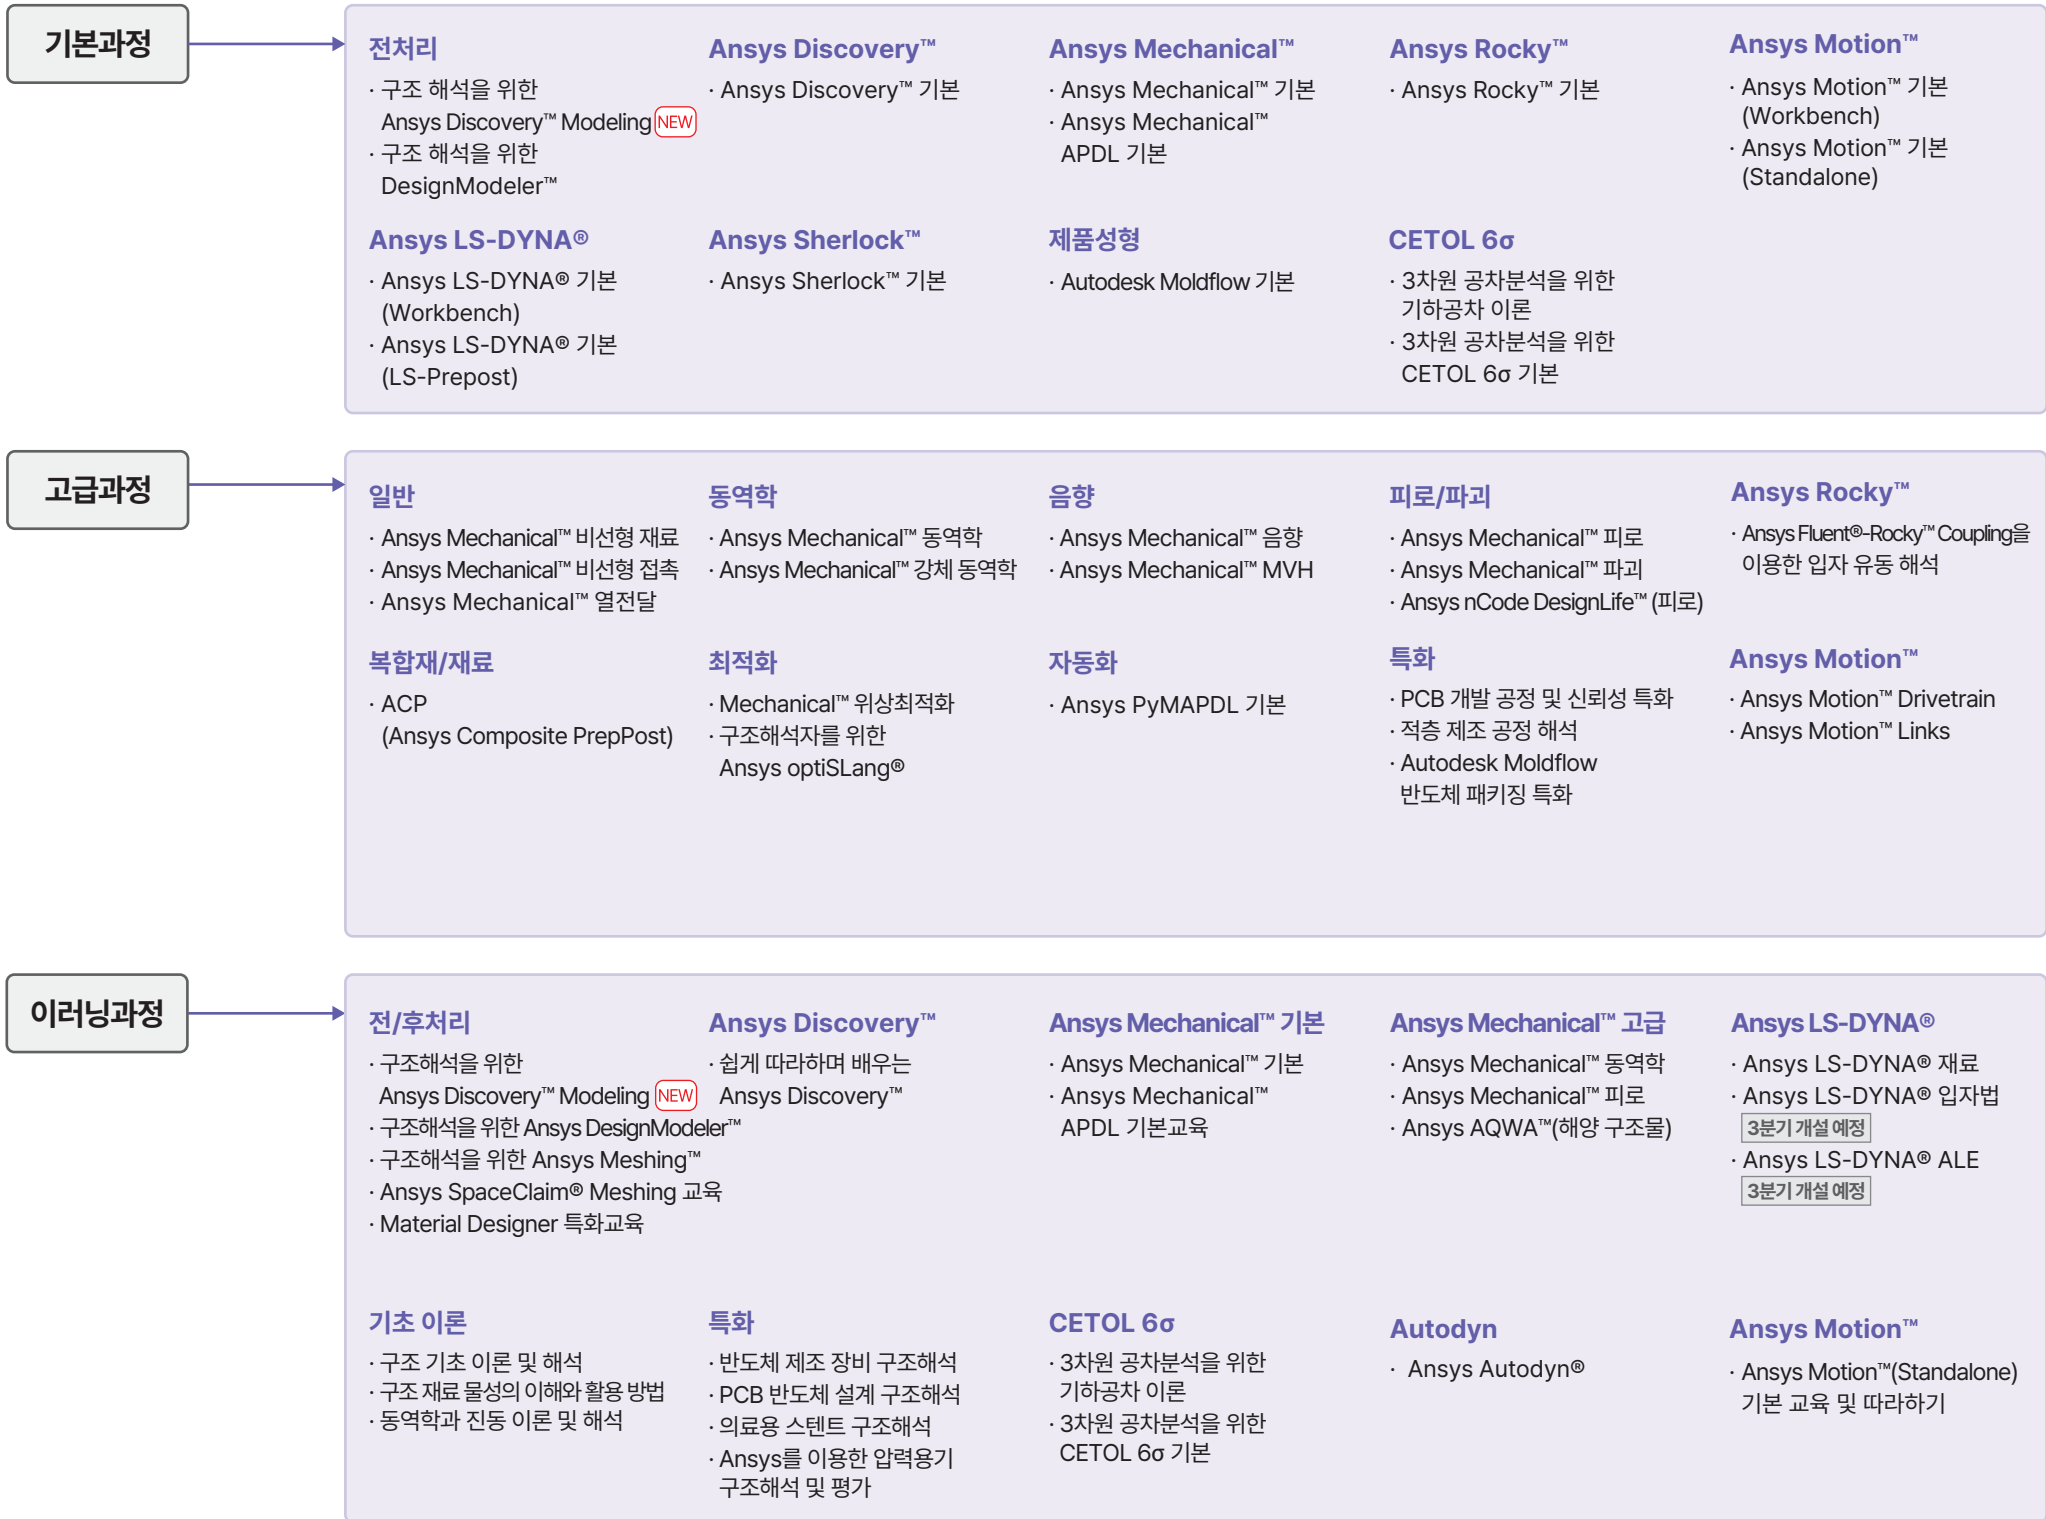 기본과정
전처리
· 구조 해석을 위한
Ansys Discovery™ Modeling NEW
· 구조 해석을 위한
DesignModeler™
Ansys Discovery™
· Ansys Discovery™ 기본
Ansys Mechanical™
· Ansys Mechanical™ 기본
· Ansys Mechanical™
APDL 기본
Ansys Rocky™
· Ansys Rocky™ 기본
Ansys Motion™
· Ansys Motion™ 기본
(Workbench)
· Ansys Motion™ 기본
(Standalone)
Ansys LS-DYNA®
· Ansys LS-DYNA® 기본
(Workbench)
· Ansys LS-DYNA® 기본
(LS-Prepost)
Ansys Sherlock™
· Ansys Sherlock™ 기본
제품성형
· Autodesk Moldflow 기본
CETOL 6σ
· 3차원 공차분석을 위한
기하공차 이론
· 3차원 공차분석을 위한
CETOL 6σ 기본
고급과정
일반
· Ansys Mechanical™ 비선형 재료
· Ansys Mechanical™ 비선형 접촉
· Ansys Mechanical™ 열전달
동역학
· Ansys Mechanical™ 동역학
· Ansys Mechanical™ 강체 동역학
음향
· Ansys Mechanical™ 음향
· Ansys Mechanical™ MVH
피로/파괴
· Ansys Mechanical™ 피로
· Ansys Mechanical™ 파괴
· Ansys nCode DesignLife™ (피로)
Ansys Rocky™
· Ansys Fluent®-Rocky™ Coupling을
이용한 입자 유동 해석
복합재/재료
· ACP
(Ansys Composite PrepPost)
최적화
· Mechanical™ 위상최적화
· 구조해석자를 위한
Ansys optiSLang®
자동화
· Ansys PyMAPDL 기본
특화
· PCB 개발 공정 및 신뢰성 특화
· 적층 제조 공정 해석
· Autodesk Moldflow
반도체 패키징 특화
Ansys Motion™
· Ansys Motion™ Drivetrain
· Ansys Motion™ Links
이러닝과정
전/후처리
· 구조해석을 위한
Ansys Discovery™ Modeling NEW
· 구조해석을 위한 Ansys DesignModeler™
· 구조해석을 위한 Ansys Meshing™
· Ansys SpaceClaim® Meshing 교육
· Material Designer 특화교육
Ansys Discovery™
· 쉽게 따라하며 배우는
Ansys Discovery™
Ansys Mechanical™ 기본
· Ansys Mechanical™ 기본
· Ansys Mechanical™
APDL 기본교육
Ansys Mechanical™ 고급
· Ansys Mechanical™ 동역학
· Ansys Mechanical™ 피로
· Ansys AQWA™(해양 구조물)
Ansys LS-DYNA®
· Ansys LS-DYNA® 재료
· Ansys LS-DYNA® 입자법
3분기 개설 예정
· Ansys LS-DYNA® ALE
3분기 개설 예정
기초 이론
· 구조 기초 이론 및 해석
· 구조 재료 물성의 이해와 활용 방법
· 동역학과 진동 이론 및 해석
특화
· 반도체 제조 장비 구조해석
· PCB 반도체 설계 구조해석
· 의료용 스텐트 구조해석
· Ansys를 이용한 압력용기
구조해석 및 평가
CETOL 6σ
· 3차원 공차분석을 위한
기하공차 이론
· 3차원 공차분석을 위한
CETOL 6σ 기본
Autodyn
· Ansys Autodyn®
Ansys Motion™
· Ansys Motion™(Standalone)
기본 교육 및 따라하기